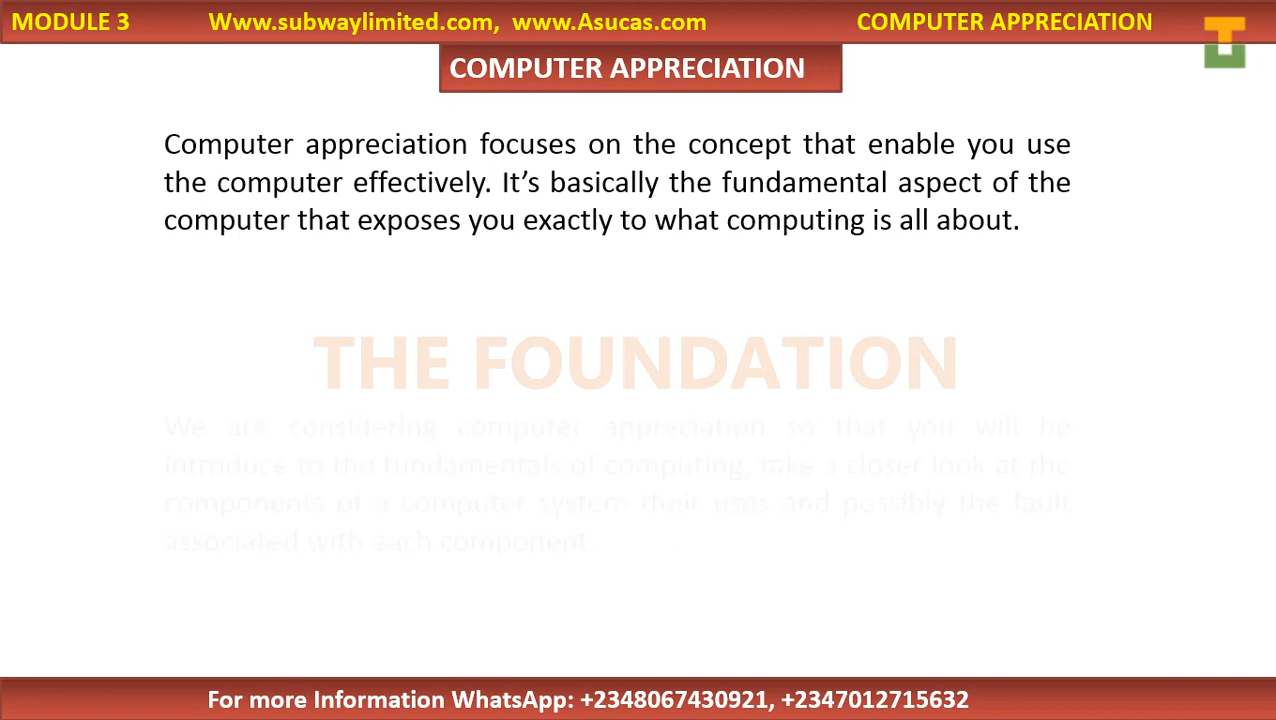 MODULE 3 Www.subwaylimited.com, www.Asucas.com COMPUTER APPRECIATION
COMPUTER APPRECIATION
Computer appreciation focuses on the concept that enable you use
the computer effectively. It’s basically the fundamental aspect of the
computer that exposes you exactly to what computing is all about.
THE FOUNDATION
We are considering computer appreciation so that you will be
introduce to the fundamentals of computing, take a closer look at the
components of a computer system their uses and possibly the fault
associated with each component.
For more Information WhatsApp: +2348067430921, +2347012715632